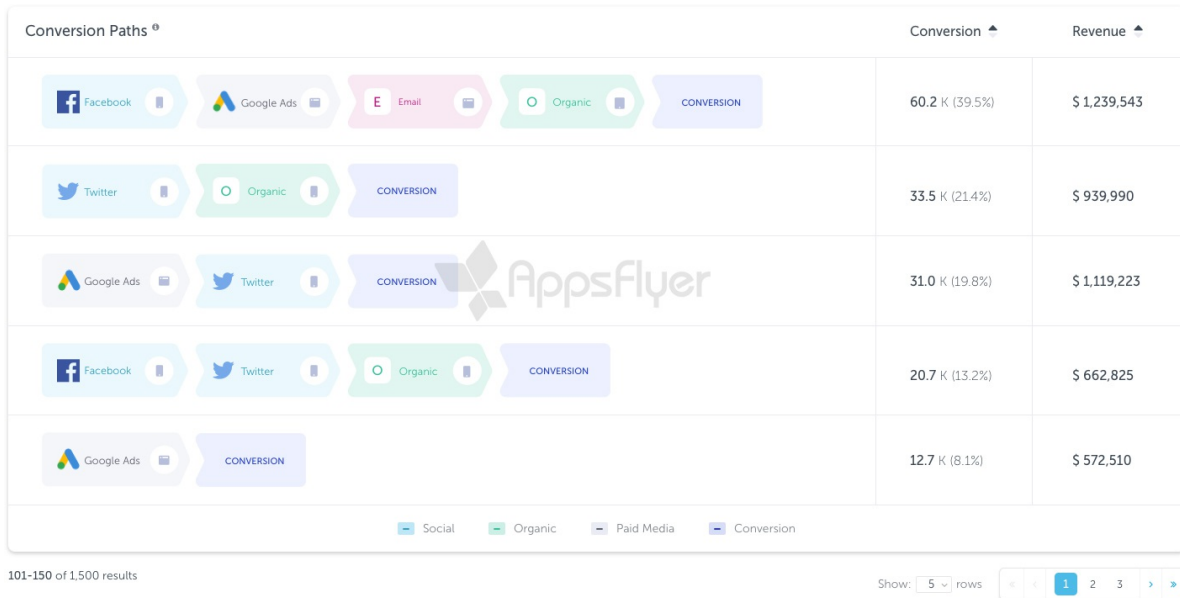 Conversion Paths
Conversion
Revenue
Facebook
Google Ads
E Email
O Organic
CONVERSION
60.2 K (39.5%)
$ 1,239,543
Twitter
O Organic
CONVERSION
33.5 K (21.4%)
$ 939,990
Google Ads
Twitter
CONVERSION
31.0 K (19.8%)
$ 1,119,223
AppsFlyer
Facebook
Twitter
O Organic
CONVERSION
20.7 K (13.2%)
$ 662,825
Google Ads
CONVERSION
12.7 K (8.1%)
$ 572,510
Social
Organic
Paid Media
Conversion
101-150 of 1,500 results
Show: 5 rows
« ‹ 1 2 3 › »